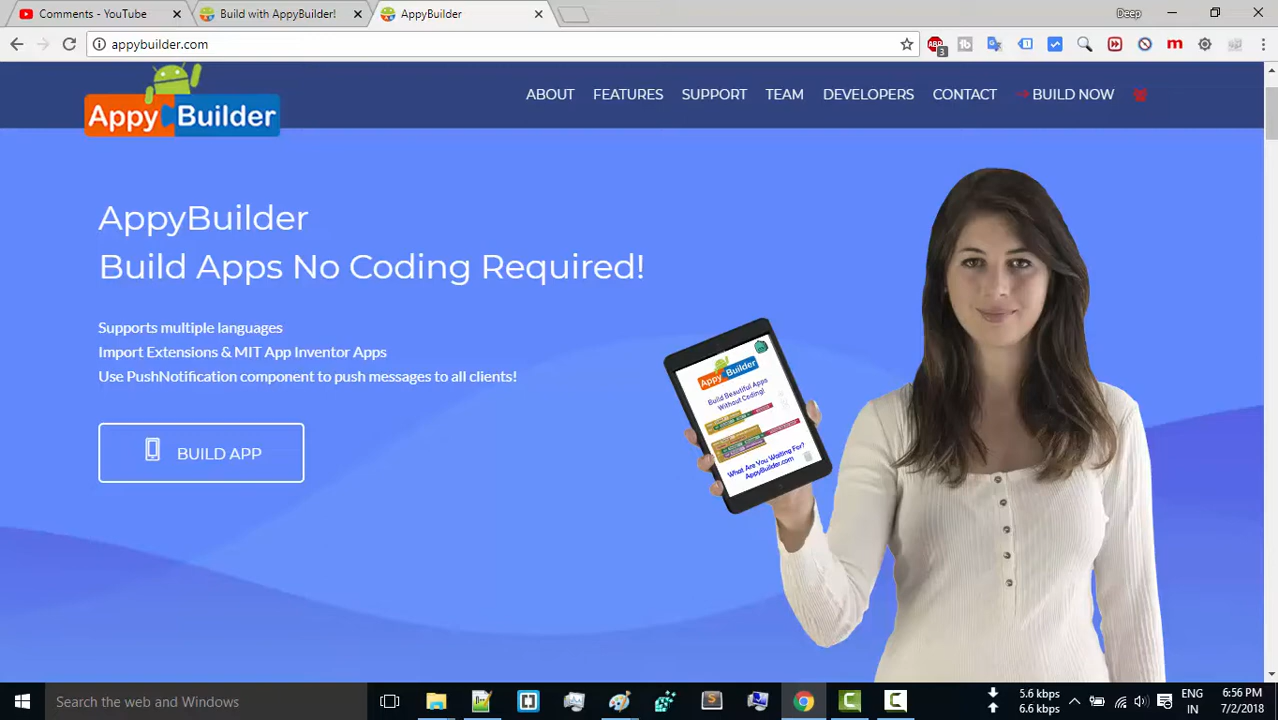 Comments - YouTube
Build with AppyBuilder!
AppyBuilder
Deep
appybuilder.com
3
Appy Builder
ABOUT
FEATURES
SUPPORT
TEAM
DEVELOPERS
CONTACT
BUILD NOW
AppyBuilder
Build Apps No Coding Required!
Supports multiple languages
Import Extensions & MIT App Inventor Apps
Use PushNotification component to push messages to all clients!
BUILD APP
Appy Builder
Build Beautiful Apps
Without Coding!
What Are You Waiting For?
AppyBuilder.com
Search the web and Windows
5.6 kbps
6.6 kbps
ENG
IN
6:56 PM
7/2/2018